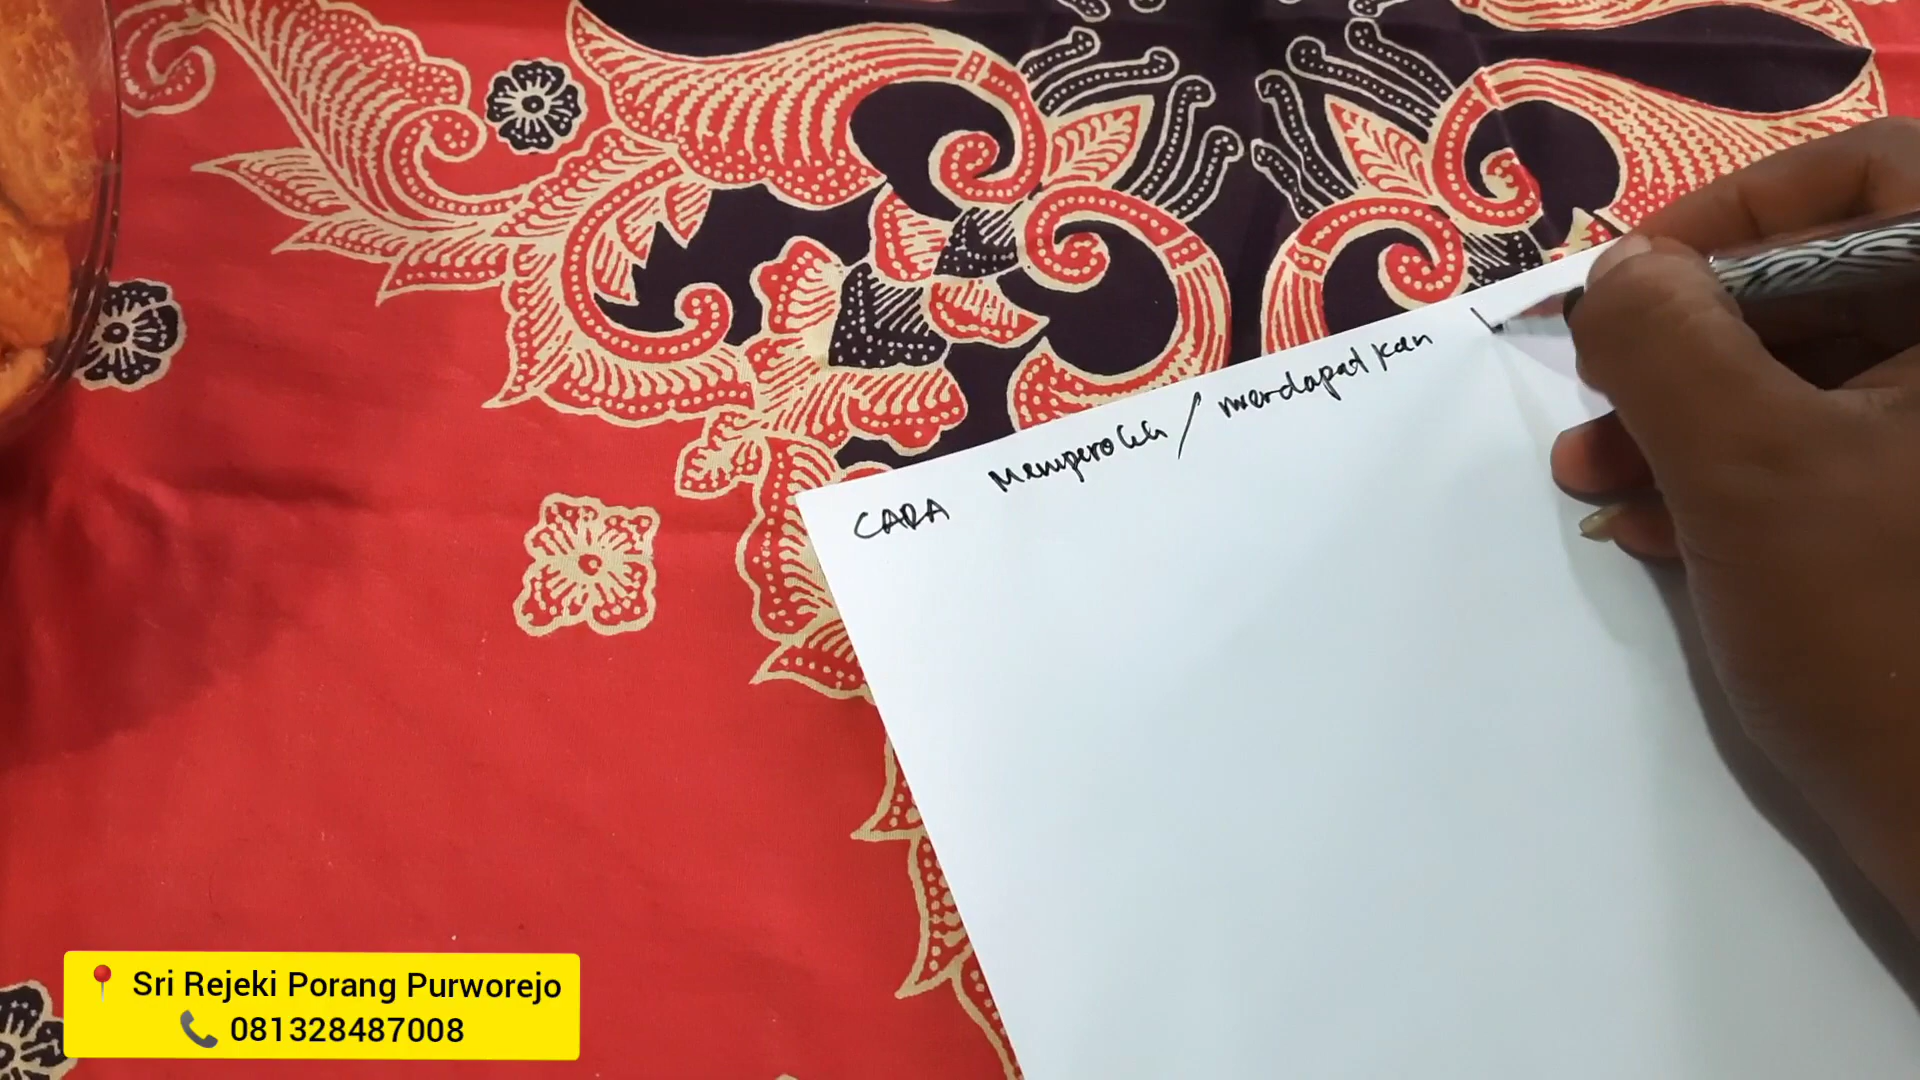 CARA Memperoleh / mendapatkan
Sri Rejeki Porang Purworejo
081328487008